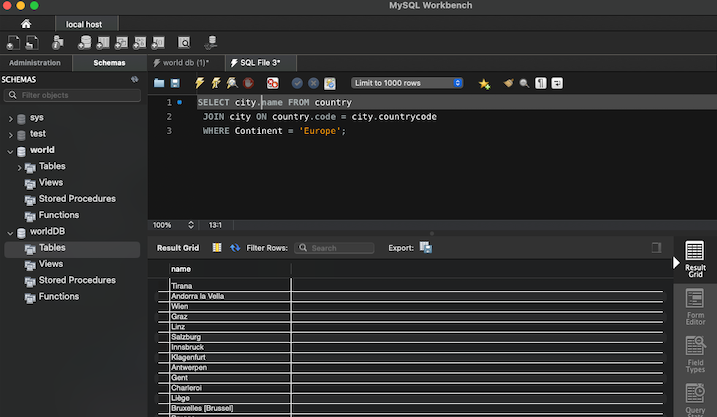 MySQL Workbench
local host
Administration
Schemas
world db (1)*
SQL File 3*
SCHEMAS
Filter objects
sys
test
world
Tables
Views
Stored Procedures
Functions
worldDB
Tables
Views
Stored Procedures
Functions
Limit to 1000 rows
1 SELECT city.name FROM country
2 JOIN city ON country.code = city.countrycode
3 WHERE Continent = 'Europe';
100% 13:1
Result Grid Filter Rows: Search Export:
name
Tirana
Andorra la Vella
Wien
Graz
Linz
Salzburg
Innsbruck
Klagenfurt
Antwerpen
Gent
Charleroi
Liège
Bruxelles [Brussel]
Result
Grid
Form
Editor
Field
Types
Query